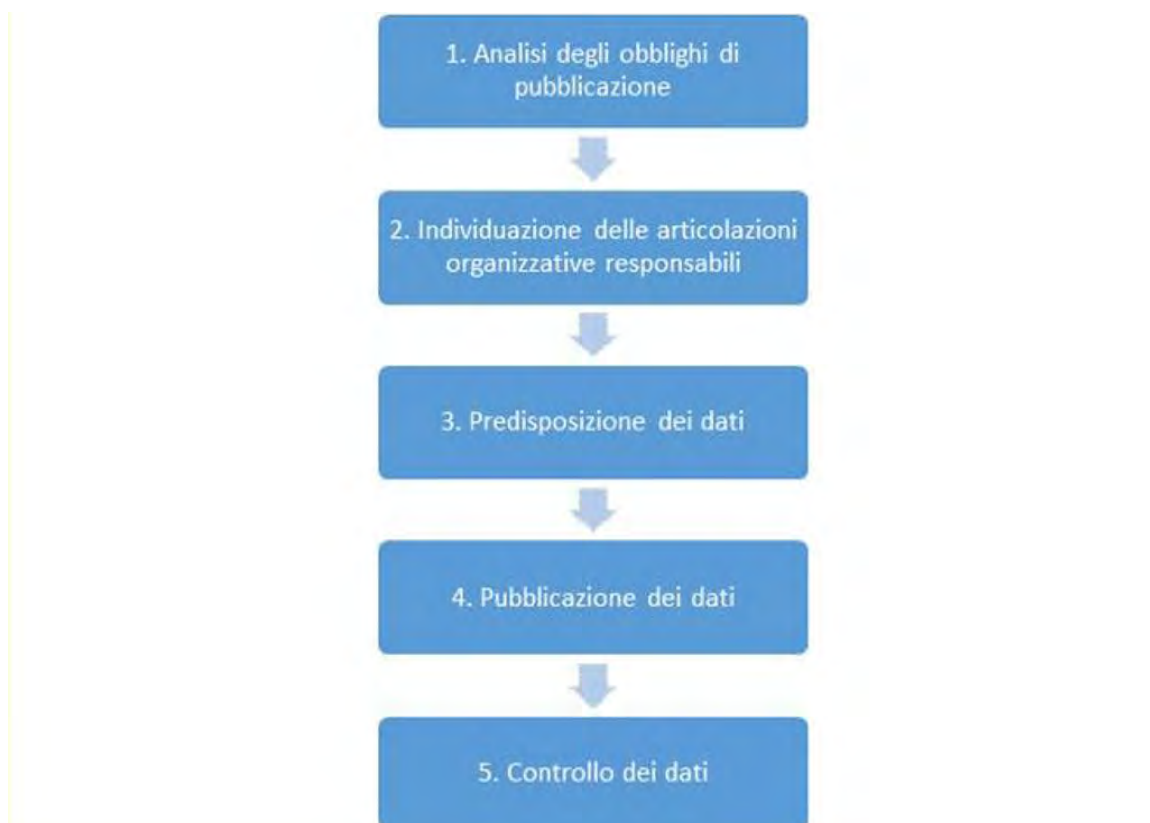 1. Analisi degli obblighi di
pubblicazione
2. Individuazione delle articolazioni
organizzative responsabili
3. Predisposizione dei dati
4. Pubblicazione dei dati
5. Controllo dei dati